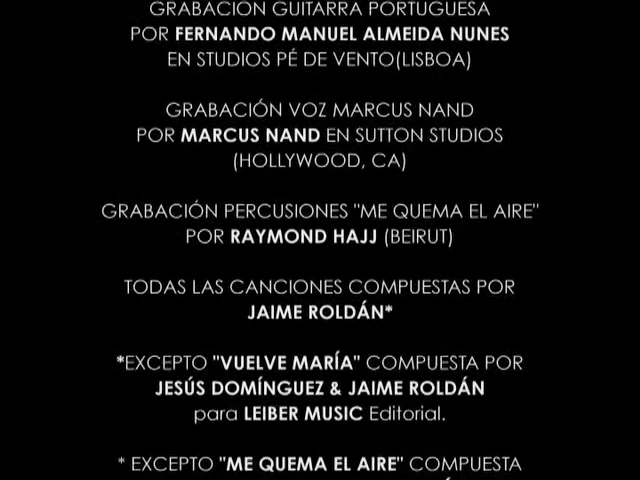 GRABACIÓN GUITARRA PORTUGUESA
POR FERNANDO MANUEL ALMEIDA NUNES
EN STUDIOS PÉ DE VENTO(LISBOA)
GRABACIÓN VOZ MARCUS NAND
POR MARCUS NAND EN SUTTON STUDIOS
(HOLLYWOOD, CA)
GRABACIÓN PERCUSIONES "ME QUEMA EL AIRE"
POR RAYMOND HAJJ (BEIRUT)
TODAS LAS CANCIONES COMPUESTAS POR
JAIME ROLDÁN*
*EXCEPTO "VUELVE MARÍA" COMPUESTA POR
JESÚS DOMÍNGUEZ & JAIME ROLDÁN
para LEIBER MUSIC Editorial.
* EXCEPTO "ME QUEMA EL AIRE" COMPUESTA